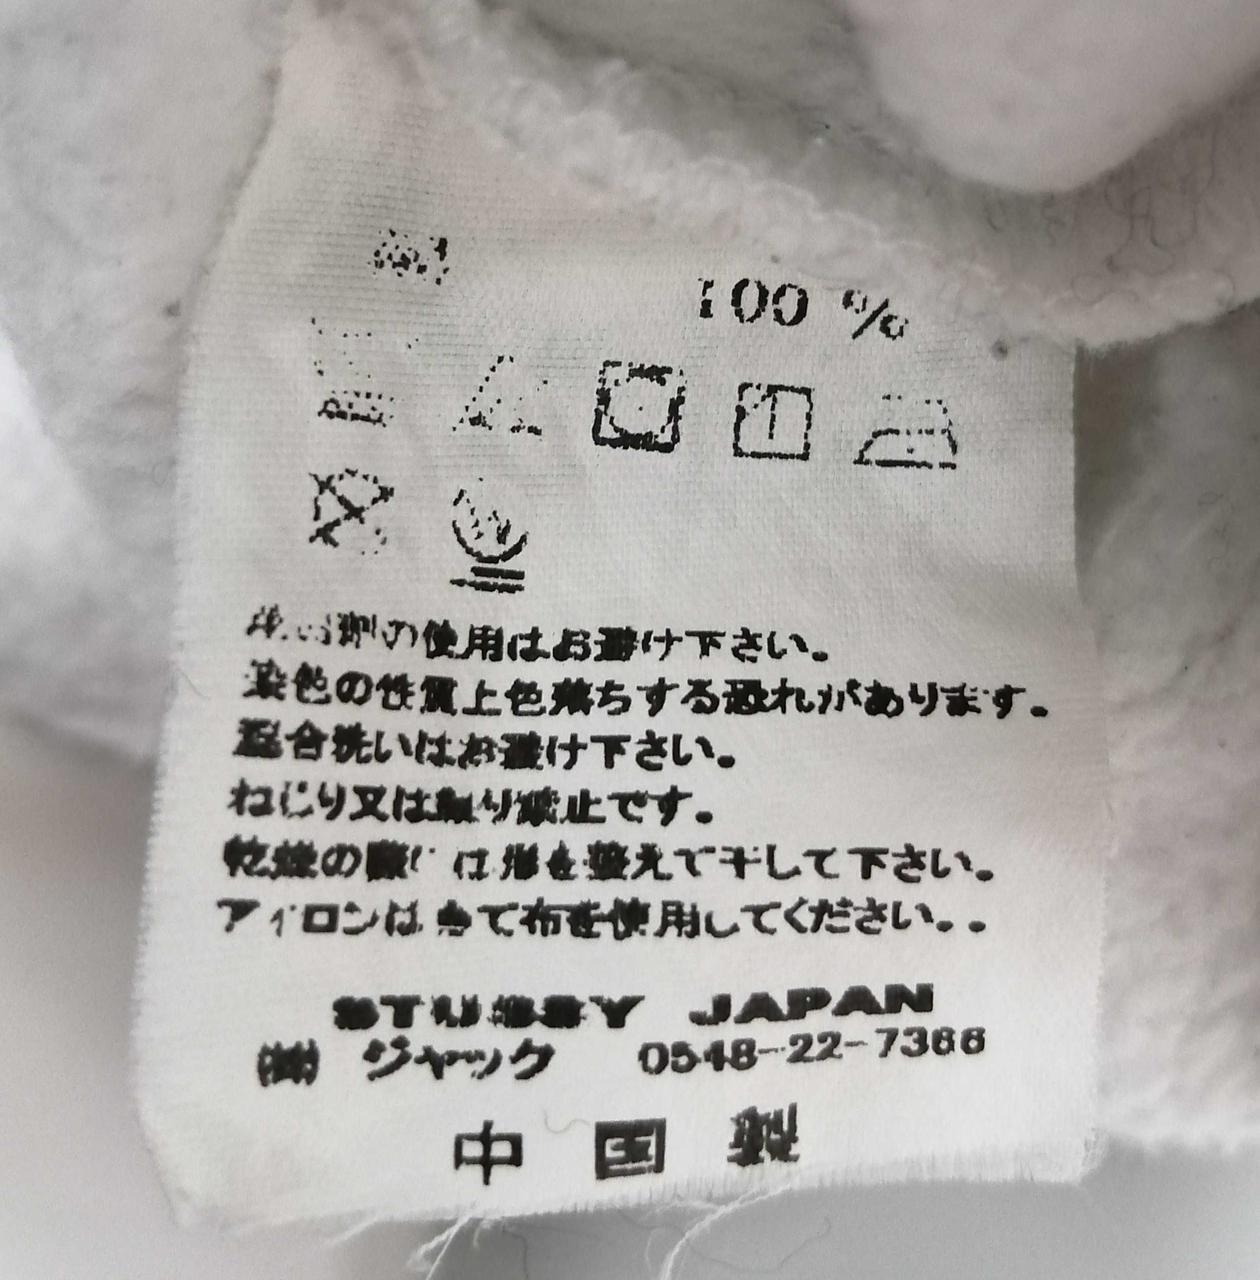 綿 100 %
漂白剤の使用はお避け下さい。
染色の性質上色落ちする恐れがあります。
混合洗いはお避け下さい。
ねじり又は絞り禁止です。
乾燥の際には形を整えて干して下さい。
アイロンは当て布を使用してください。。
STUSSY JAPAN
㈱ ジャック 0548-22-7366
中 国 製